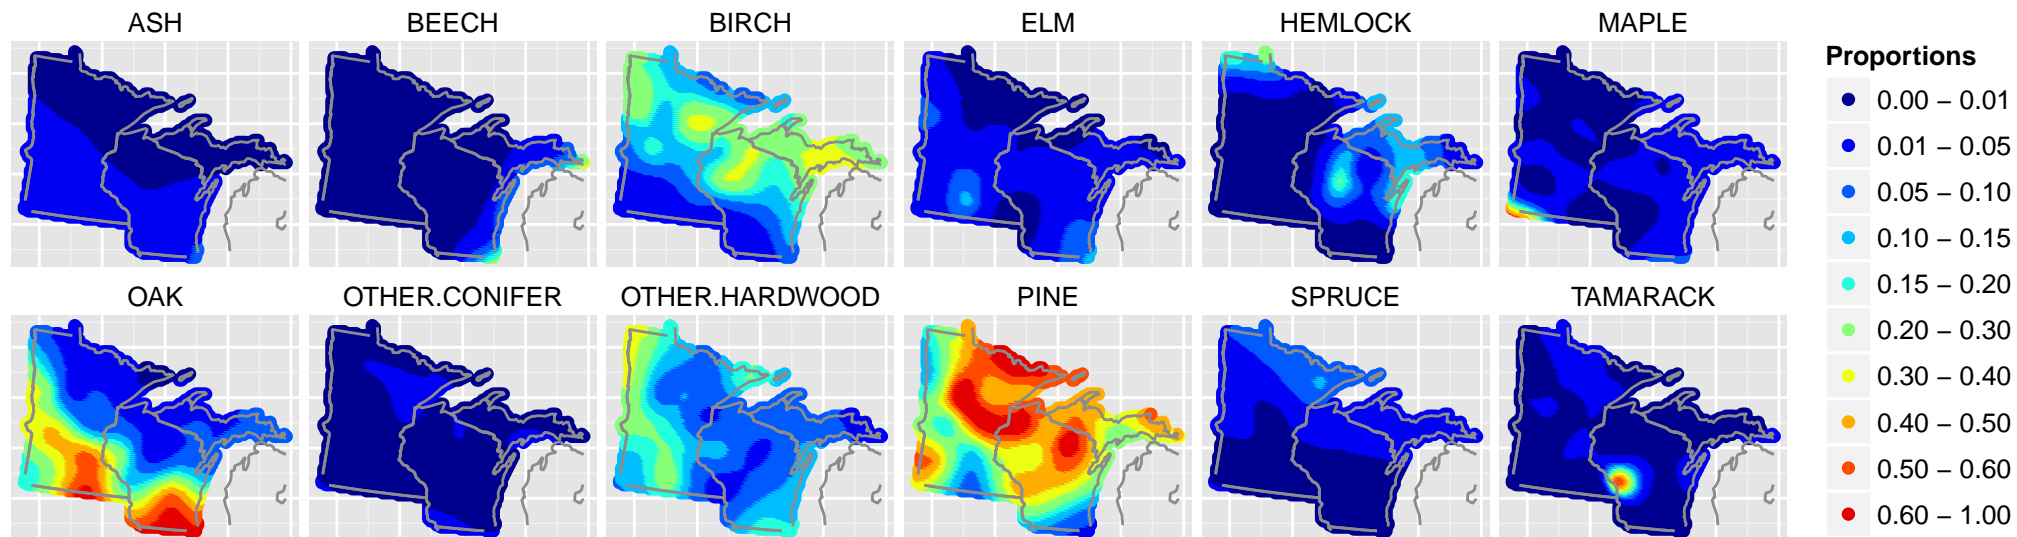 ASH
BEECH
BIRCH
ELM
HEMLOCK
MAPLE
OAK
OTHER.CONIFER
OTHER.HARDWOOD
PINE
SPRUCE
TAMARACK
Proportions
0.00 – 0.01
0.01 – 0.05
0.05 – 0.10
0.10 – 0.15
0.15 – 0.20
0.20 – 0.30
0.30 – 0.40
0.40 – 0.50
0.50 – 0.60
0.60 – 1.00